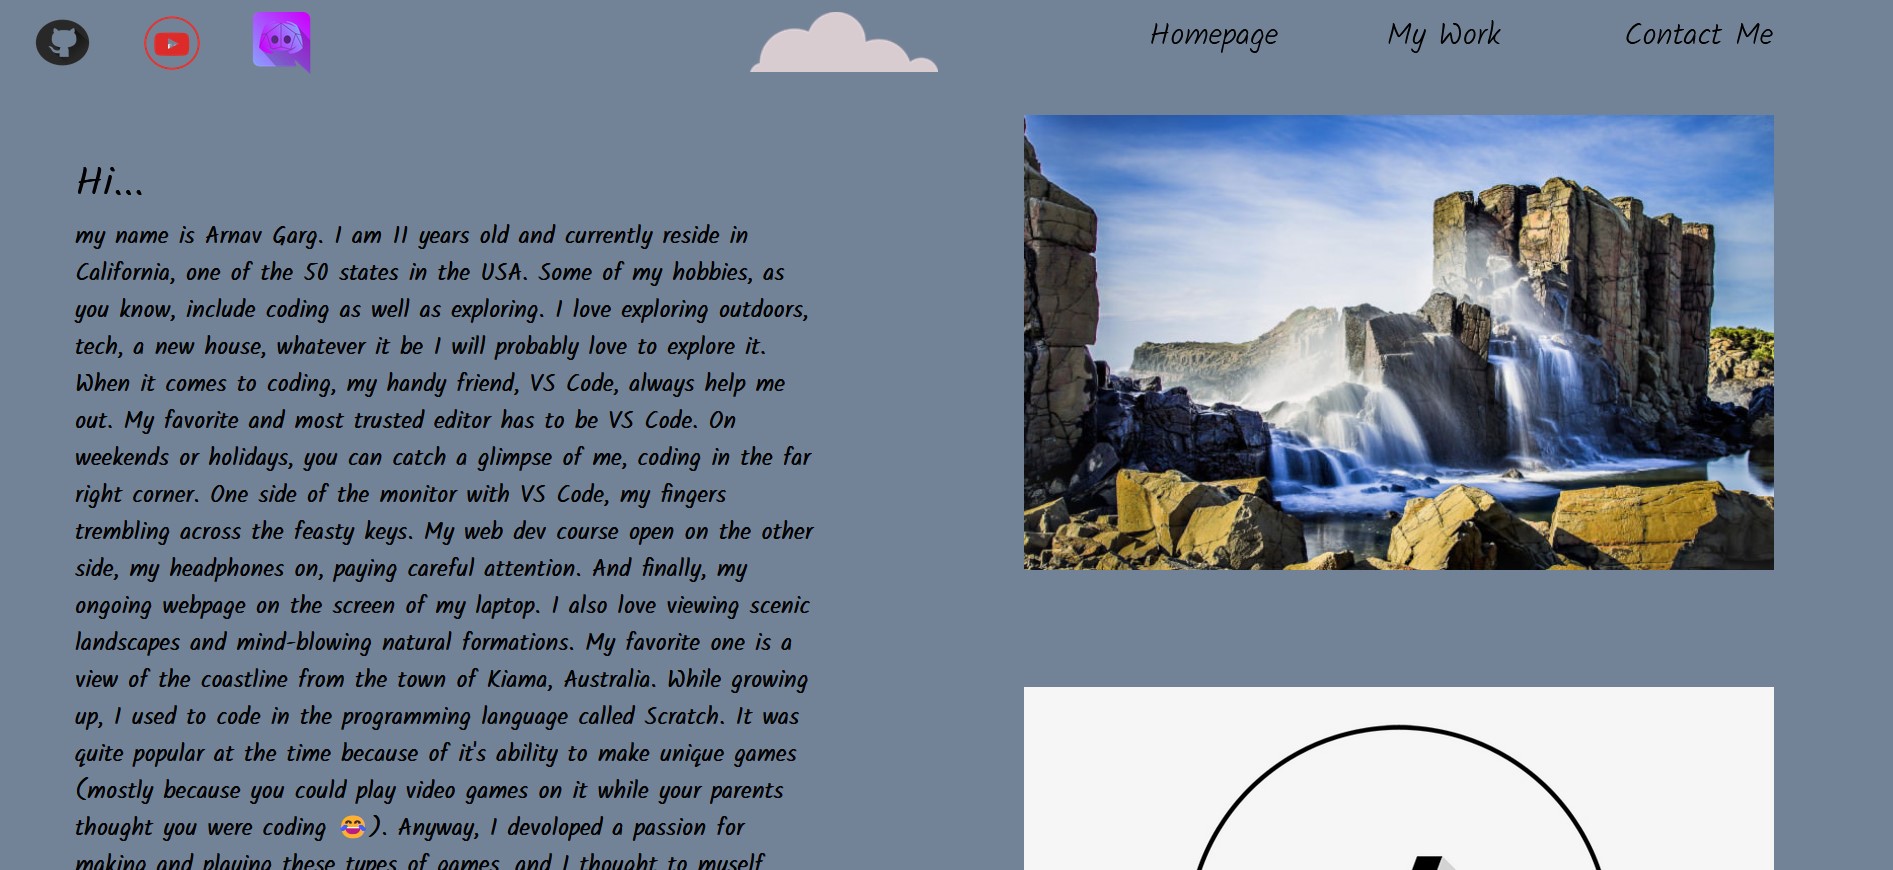 Homepage My Work Contact Me
Hi...
my name is Arnav Garg. I am 11 years old and currently reside in
California, one of the 50 states in the USA. Some of my hobbies, as
you know, include coding as well as exploring. I love exploring outdoors,
tech, a new house, whatever it be I will probably love to explore it.
When it comes to coding, my handy friend, VS Code, always help me
out. My favorite and most trusted editor has to be VS Code. On
weekends or holidays, you can catch a glimpse of me, coding in the far
right corner. One side of the monitor with VS Code, my fingers
trembling across the feasty keys. My web dev course open on the other
side, my headphones on, paying careful attention. And finally, my
ongoing webpage on the screen of my laptop. I also love viewing scenic
landscapes and mind-blowing natural formations. My favorite one is a
view of the coastline from the town of Kiama, Australia. While growing
up, I used to code in the programming language called Scratch. It was
quite popular at the time because of it's ability to make unique games
(mostly because you could play video games on it while your parents
thought you were coding 😂). Anyway, I devoloped a passion for
making and playing these types of games, and I thought to myself